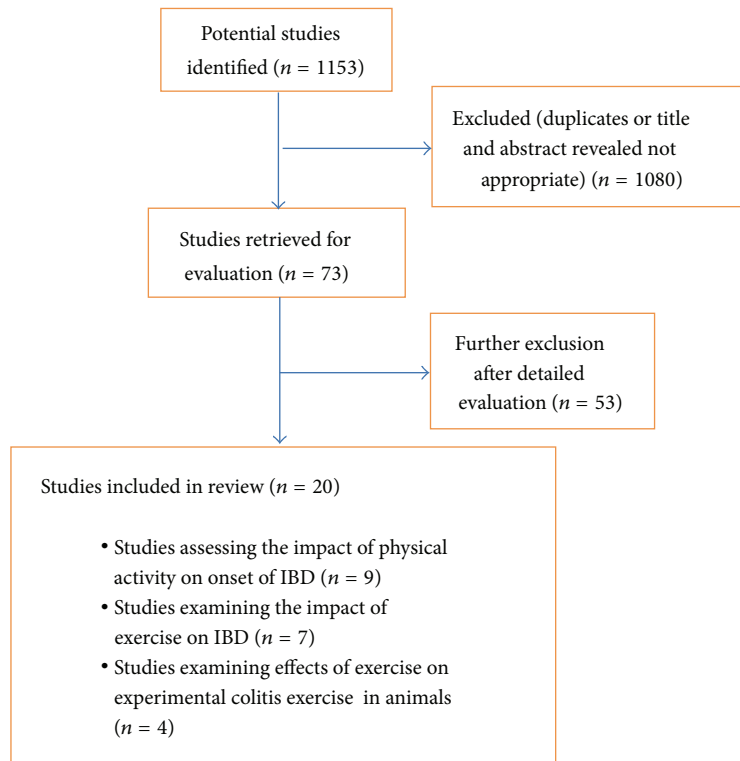 Potential studies
identified (n = 1153)
Excluded (duplicates or title
and abstract revealed not
appropriate) (n = 1080)
Studies retrieved for
evaluation (n = 73)
Further exclusion
after detailed
evaluation (n = 53)
Studies included in review (n = 20)
• Studies assessing the impact of physical
activity on onset of IBD (n = 9)
• Studies examining the impact of
exercise on IBD (n = 7)
• Studies examining effects of exercise on
experimental colitis exercise in animals
(n = 4)